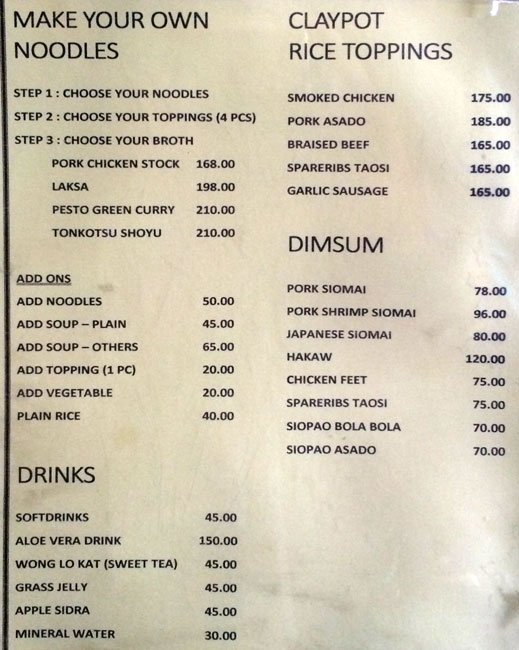 MAKE YOUR OWN
NOODLES
STEP 1 : CHOOSE YOUR NOODLES
STEP 2 : CHOOSE YOUR TOPPINGS (4 PCS)
STEP 3 : CHOOSE YOUR BROTH
PORK CHICKEN STOCK 168.00
LAKSA 198.00
PESTO GREEN CURRY 210.00
TONKOTSU SHOYU 210.00
ADD ONS
ADD NOODLES 50.00
ADD SOUP – PLAIN 45.00
ADD SOUP – OTHERS 65.00
ADD TOPPING (1 PC) 20.00
ADD VEGETABLE 20.00
PLAIN RICE 40.00
DRINKS
SOFTDRINKS 45.00
ALOE VERA DRINK 150.00
WONG LO KAT (SWEET TEA) 45.00
GRASS JELLY 45.00
APPLE SIDRA 45.00
MINERAL WATER 30.00
CLAYPOT
RICE TOPPINGS
SMOKED CHICKEN 175.00
PORK ASADO 185.00
BRAISED BEEF 165.00
SPARERIBS TAOSI 165.00
GARLIC SAUSAGE 165.00
DIMSUM
PORK SIOMAI 78.00
PORK SHRIMP SIOMAI 96.00
JAPANESE SIOMAI 80.00
HAKAW 120.00
CHICKEN FEET 75.00
SPARERIBS TAOSI 75.00
SIOPAO BOLA BOLA 70.00
SIOPAO ASADO 70.00